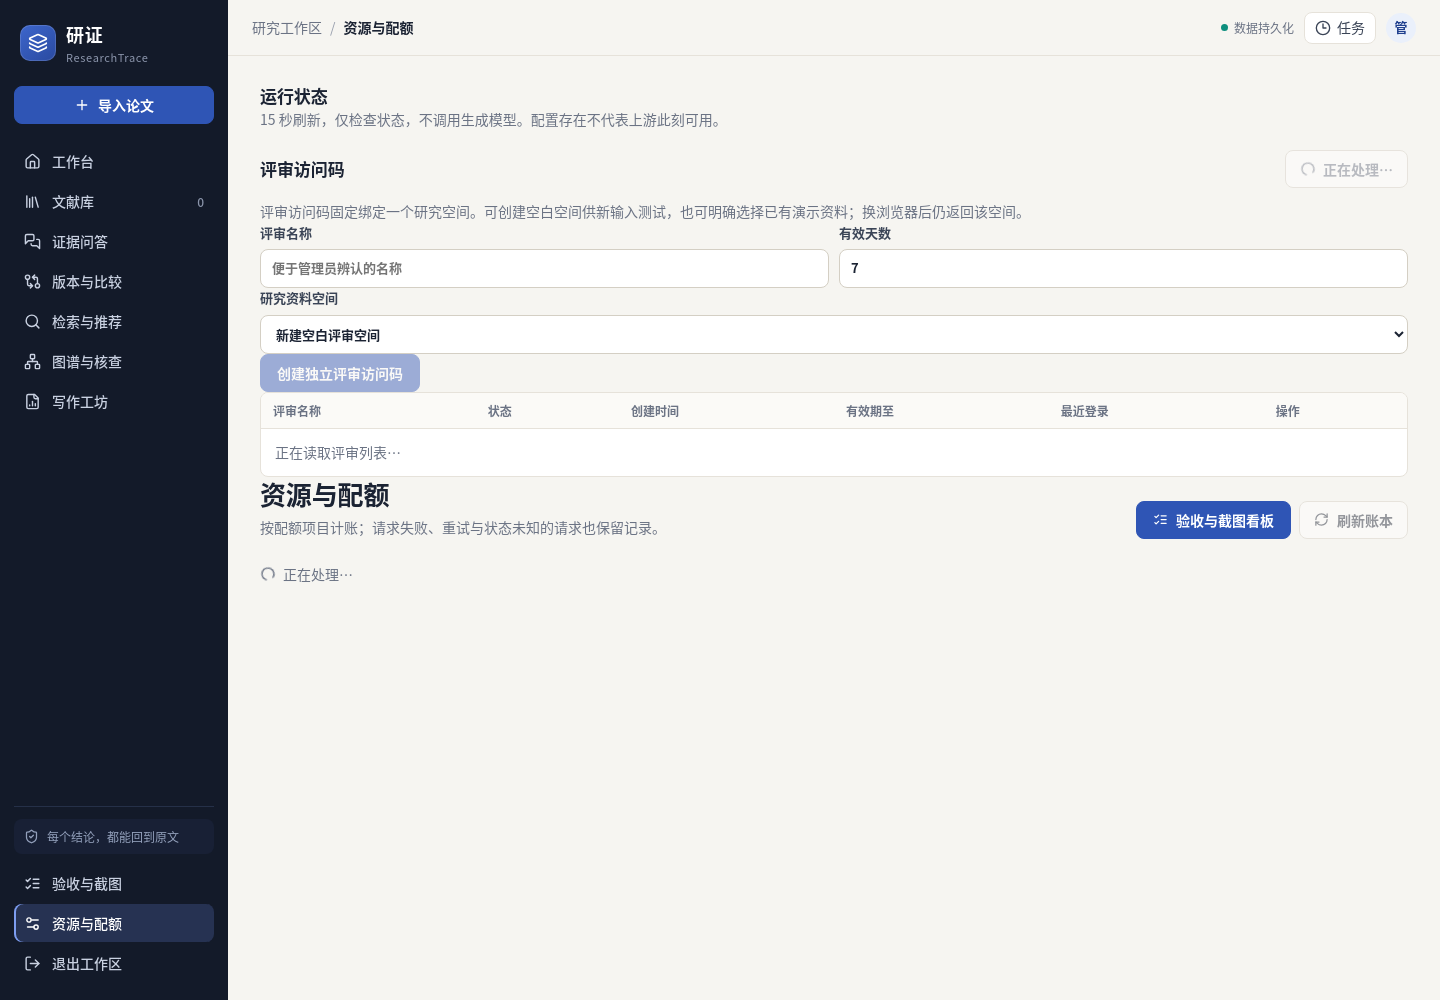 研证
ResearchTrace
导入论文
工作台
文献库 0
证据问答
版本与比较
检索与推荐
图谱与核查
写作工坊
每个结论，都能回到原文
验收与截图
资源与配额
退出工作区
研究工作区 / 资源与配额
数据持久化
任务
管
运行状态
15 秒刷新，仅检查状态，不调用生成模型。配置存在不代表上游此刻可用。
评审访问码
正在处理…
评审访问码固定绑定一个研究空间。可创建空白空间供新输入测试，也可明确选择已有演示资料；换浏览器后仍返回该空间。
评审名称 有效天数
便于管理员辨认的名称 7
研究资料空间
新建空白评审空间
创建独立评审访问码
评审名称 状态 创建时间 有效期至 最近登录 操作
正在读取评审列表…
资源与配额
按配额项目计账；请求失败、重试与状态未知的请求也保留记录。
验收与截图看板 刷新账本
正在处理…